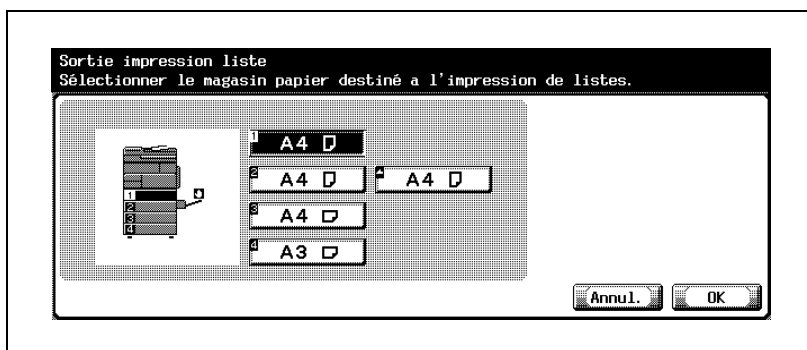 Sortie impression liste
Sélectionner le magasin papier destiné a l'impression de listes.
1 A4
2 A4
A4
3 A4
4 A3
1
2
3
4
Annul.
OK